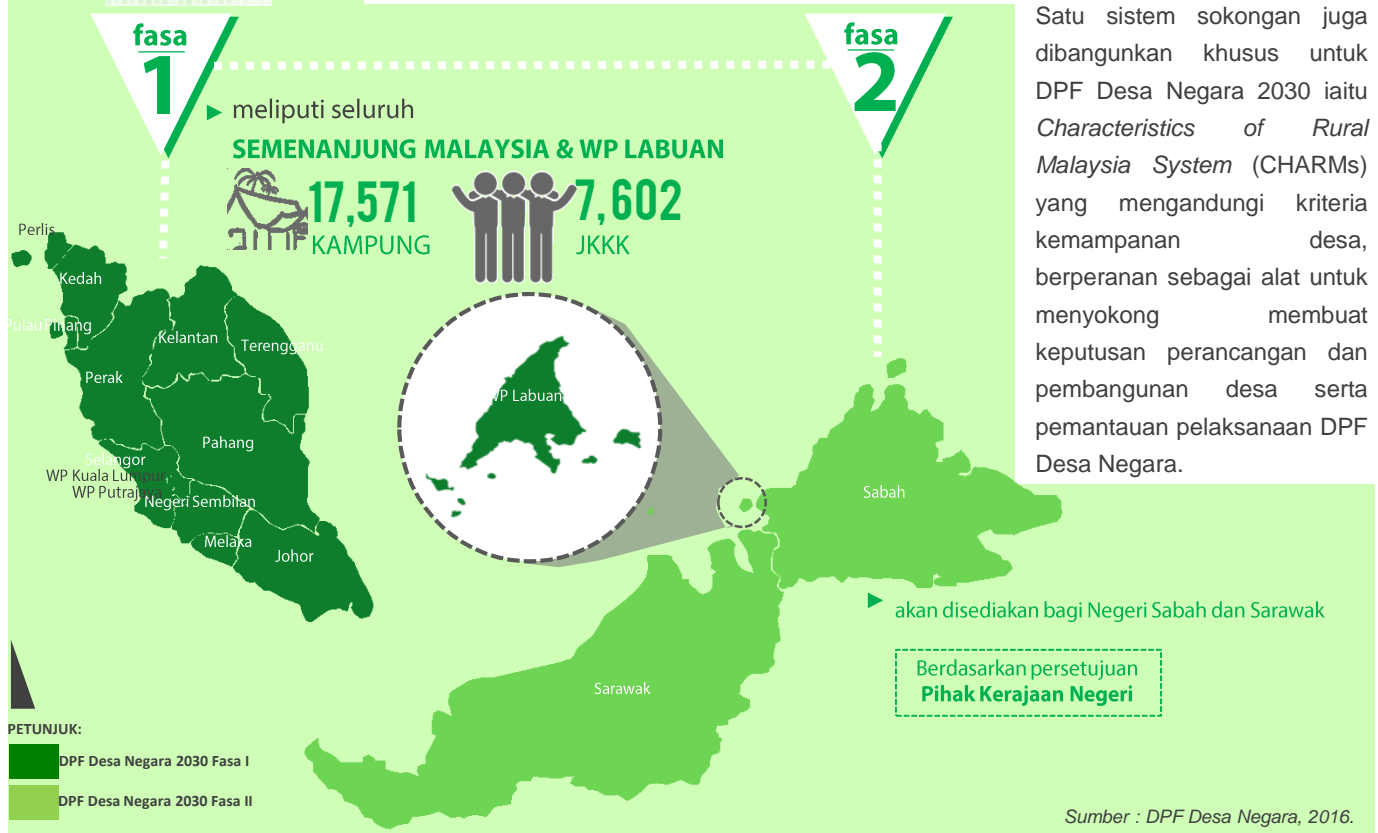 fasa
1
fasa
2
meliputi seluruh
SEMENANJUNG MALAYSIA & WP LABUAN
17,571
KAMPUNG
7,602
JKKK
Perlis
Kedah
Pulau Pinang
Kelantan
Terengganu
Perak
Pahang
Selangor
WP Kuala Lumpur
WP Putrajaya
Negeri Sembilan
Melaka
Johor
WP Labuan
Sabah
Sarawak
akan disediakan bagi Negeri Sabah dan Sarawak
Berdasarkan persetujuan
Pihak Kerajaan Negeri
PETUNJUK:
DPF Desa Negara 2030 Fasa I
DPF Desa Negara 2030 Fasa II
Satu sistem sokongan juga
dibangunkan khusus untuk
DPF Desa Negara 2030 iaitu
Characteristics of Rural
Malaysia System (CHARMs)
yang mengandungi kriteria
kemampanan desa,
berperanan sebagai alat untuk
menyokong membuat
keputusan perancangan dan
pembangunan desa serta
pemantauan pelaksanaan DPF
Desa Negara.
Sumber : DPF Desa Negara, 2016.